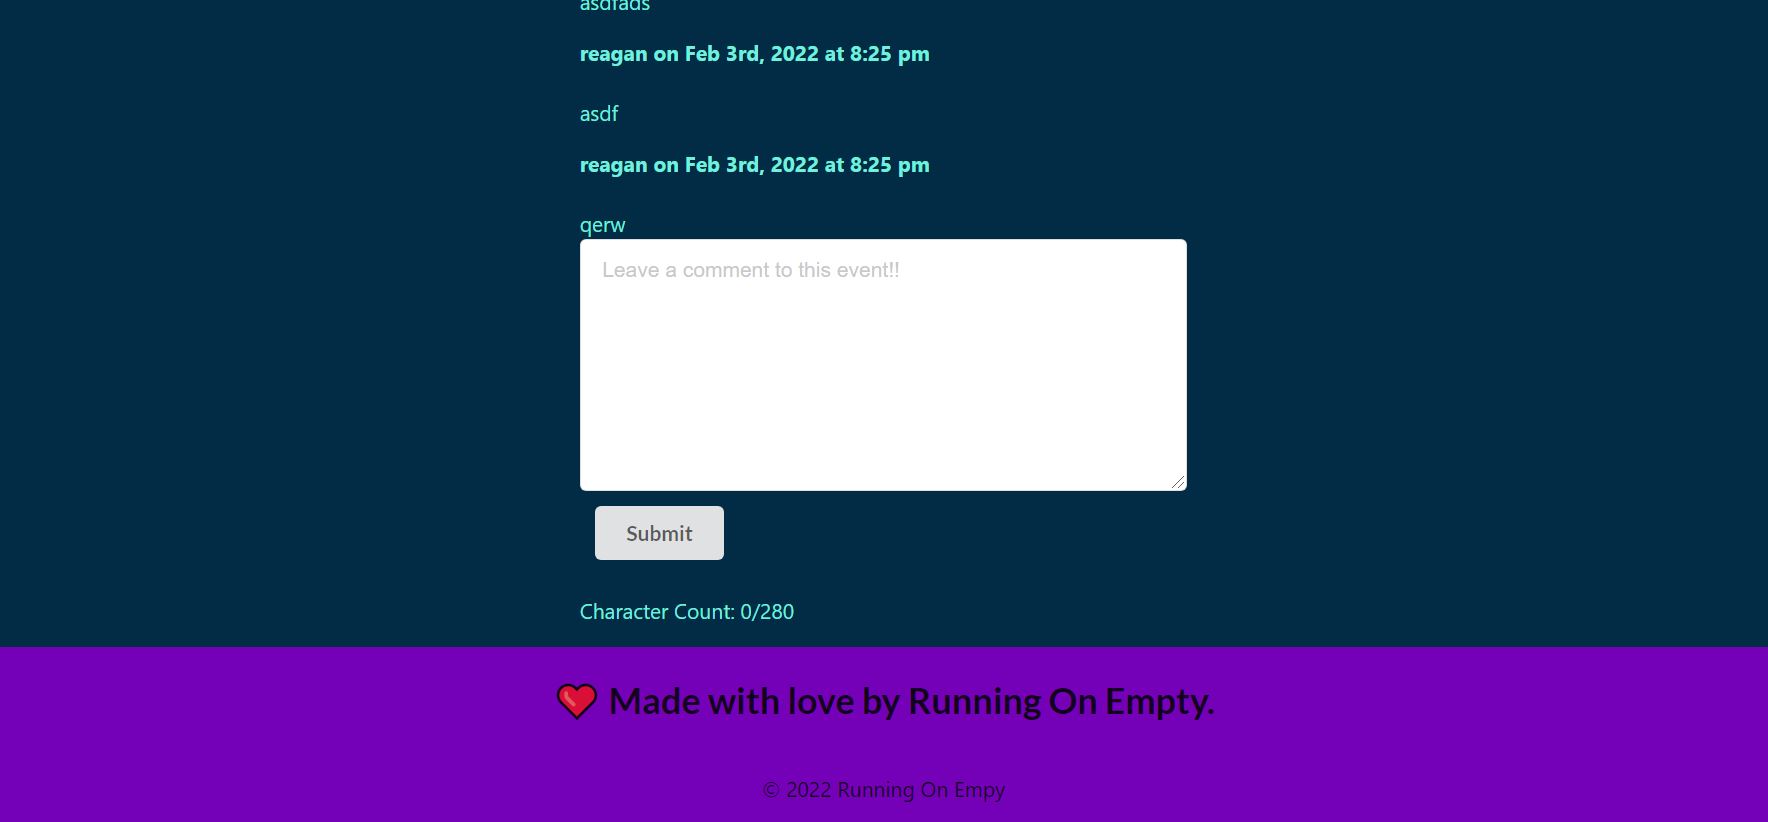 asdfads
reagan on Feb 3rd, 2022 at 8:25 pm
asdf
reagan on Feb 3rd, 2022 at 8:25 pm
qerw
Leave a comment to this event!!
Submit
Character Count: 0/280
❤️ Made with love by Running On Empty.
© 2022 Running On Empy